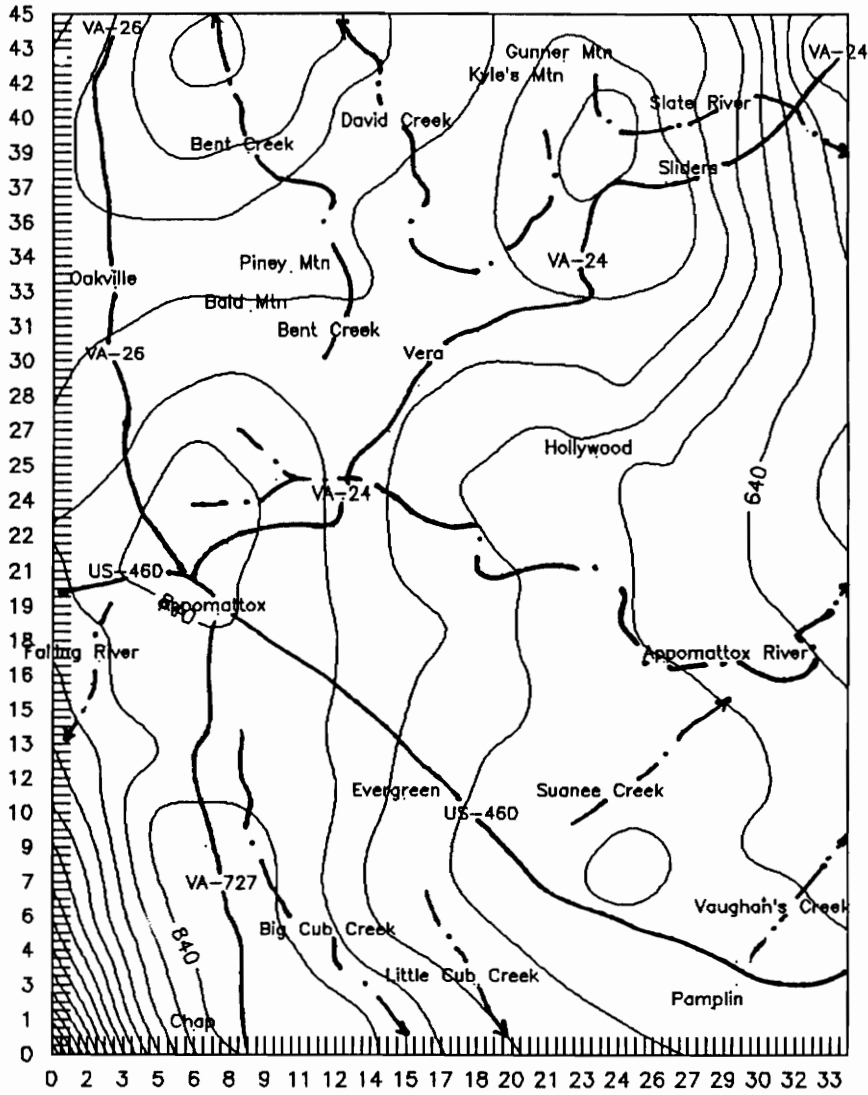 45
VA-26
43
Gunner Mtn
VA-24
42
Kyle's Mtn
40
David Creek
Slate River
39
Bent Creek
37
Sliders
36
34
Piney Mtn
VA-24
33
Oakville
Bald Mtn
31
Bent Creek
30
VA-26
Vera
28
27
Hollywood
25
640
24
VA-24
22
21
US-460
19
840
Appomattox
18
Falling River
Appomattox River
16
15
13
12
Evergreen
Suanee Creek
10
US-460
9
7
VA-727
Vaughan's Creek
6
Big Cub Creek
4
840
Little Cub Creek
3
Pamplin
1
Chap
0
0 2 3 5 6 8 9 11 12 14 15 17 18 20 21 23 24 26 27 29 30 32 33